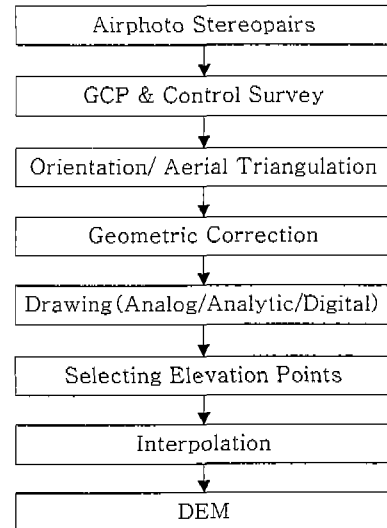 Airphoto Stereopairs
GCP & Control Survey
Orientation/ Aerial Triangulation
Geometric Correction
Drawing(Analog/Analytic/Digital)
Selecting Elevation Points
Interpolation
DEM